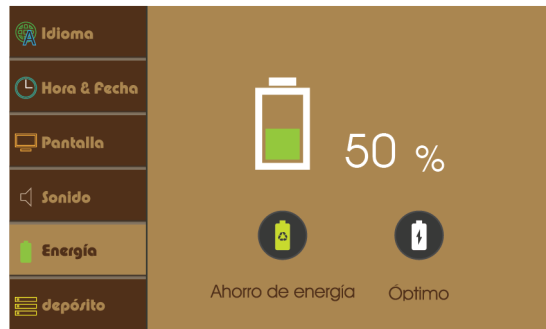 Idioma
Hora & Fecha
Pantalla
Sonido
Energía
depósito
50 %
Ahorro de energía
Óptimo